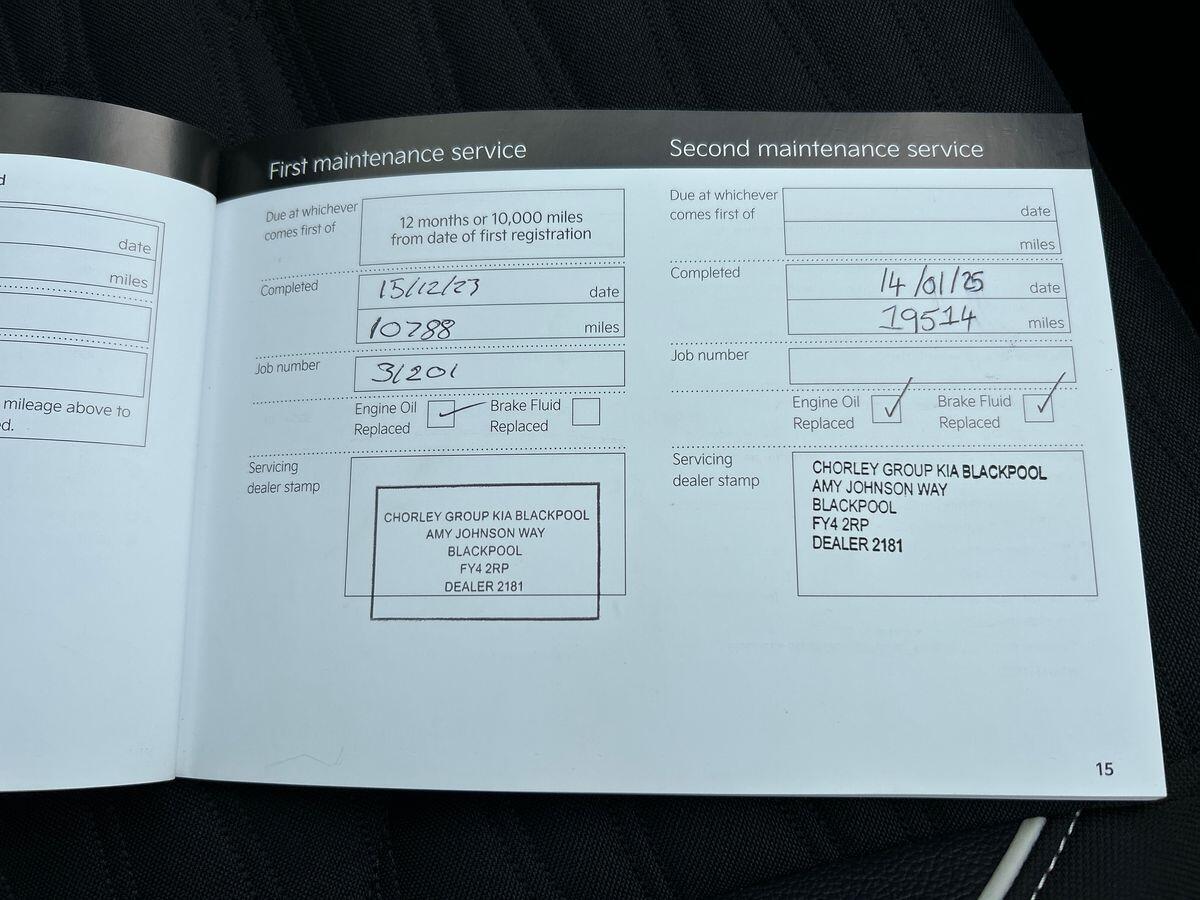 d
date
miles
mileage above to
d.
First maintenance service
Due at whichever
comes first of
12 months or 10,000 miles
from date of first registration
Completed
15/12/23 date
10788 miles
Job number
31201
Engine Oil
Replaced
Brake Fluid
Replaced
Servicing
dealer stamp
CHORLEY GROUP KIA BLACKPOOL
AMY JOHNSON WAY
BLACKPOOL
FY4 2RP
DEALER 2181
Second maintenance service
Due at whichever
comes first of
date
miles
Completed
14/01/25 date
19514 miles
Job number
Engine Oil
Replaced
Brake Fluid
Replaced
Servicing
dealer stamp
CHORLEY GROUP KIA BLACKPOOL
AMY JOHNSON WAY
BLACKPOOL
FY4 2RP
DEALER 2181
15